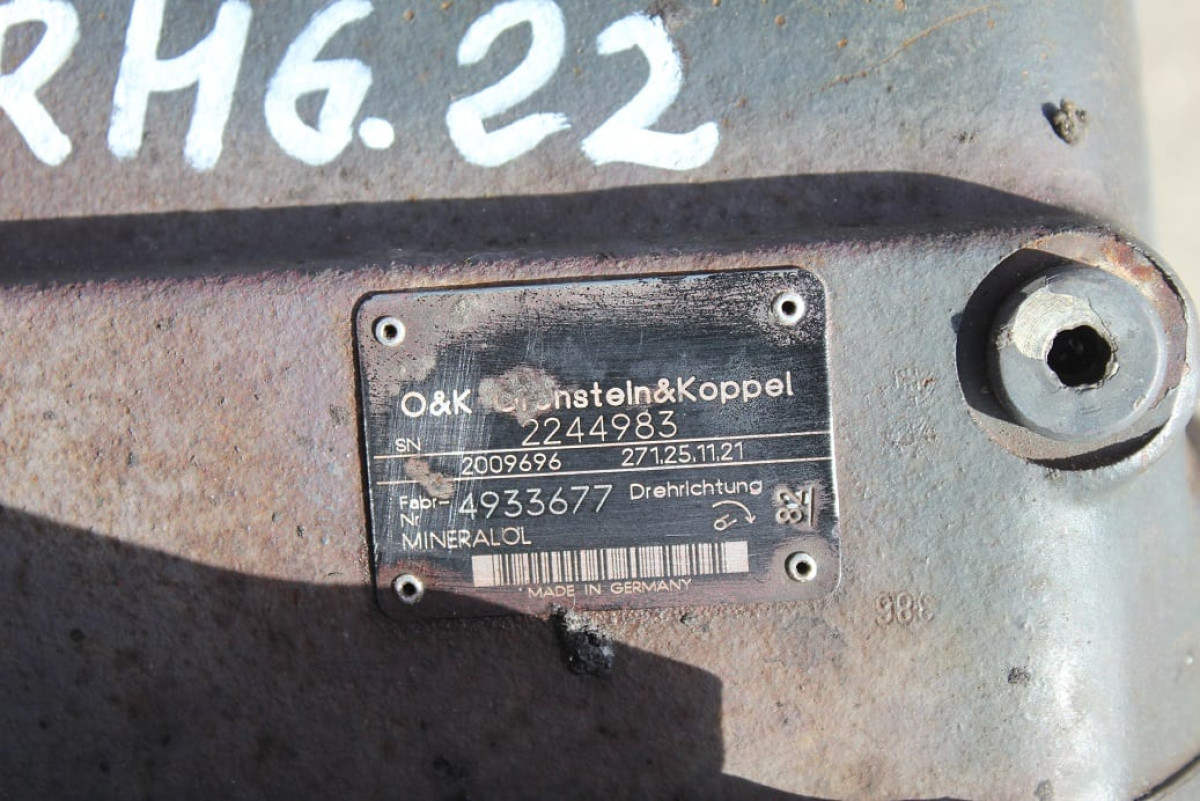 RH6.22
O&K Orenstein&Koppel
SN 2244983
2009696 271.25.11.21
Fabr-Nr 4933677 Drehrichtung
MINERALÖL
MADE IN GERMANY